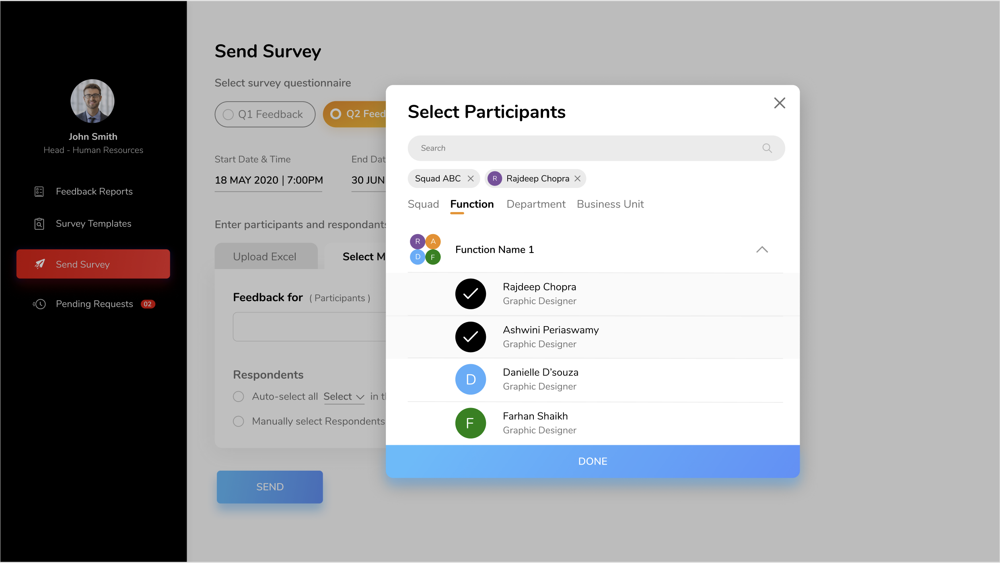 John Smith
Head - Human Resources
Feedback Reports
Survey Templates
Send Survey
Pending Requests 02
Send Survey
Select survey questionnaire
Q1 Feedback
Q2 Feed
Start Date & Time
End Dat
18 MAY 2020 | 7:00PM
30 JUN
Enter participants and respondants
Upload Excel
Select M
Feedback for ( Participants )
Respondents
Auto-select all Select in th
Manually select Respondents
SEND
Select Participants
Search
Squad ABC
R Rajdeep Chopra
Squad Function Department Business Unit
R A
D F
Function Name 1
Rajdeep Chopra
Graphic Designer
Ashwini Periaswamy
Graphic Designer
D
Danielle D’souza
Graphic Designer
F
Farhan Shaikh
Graphic Designer
DONE